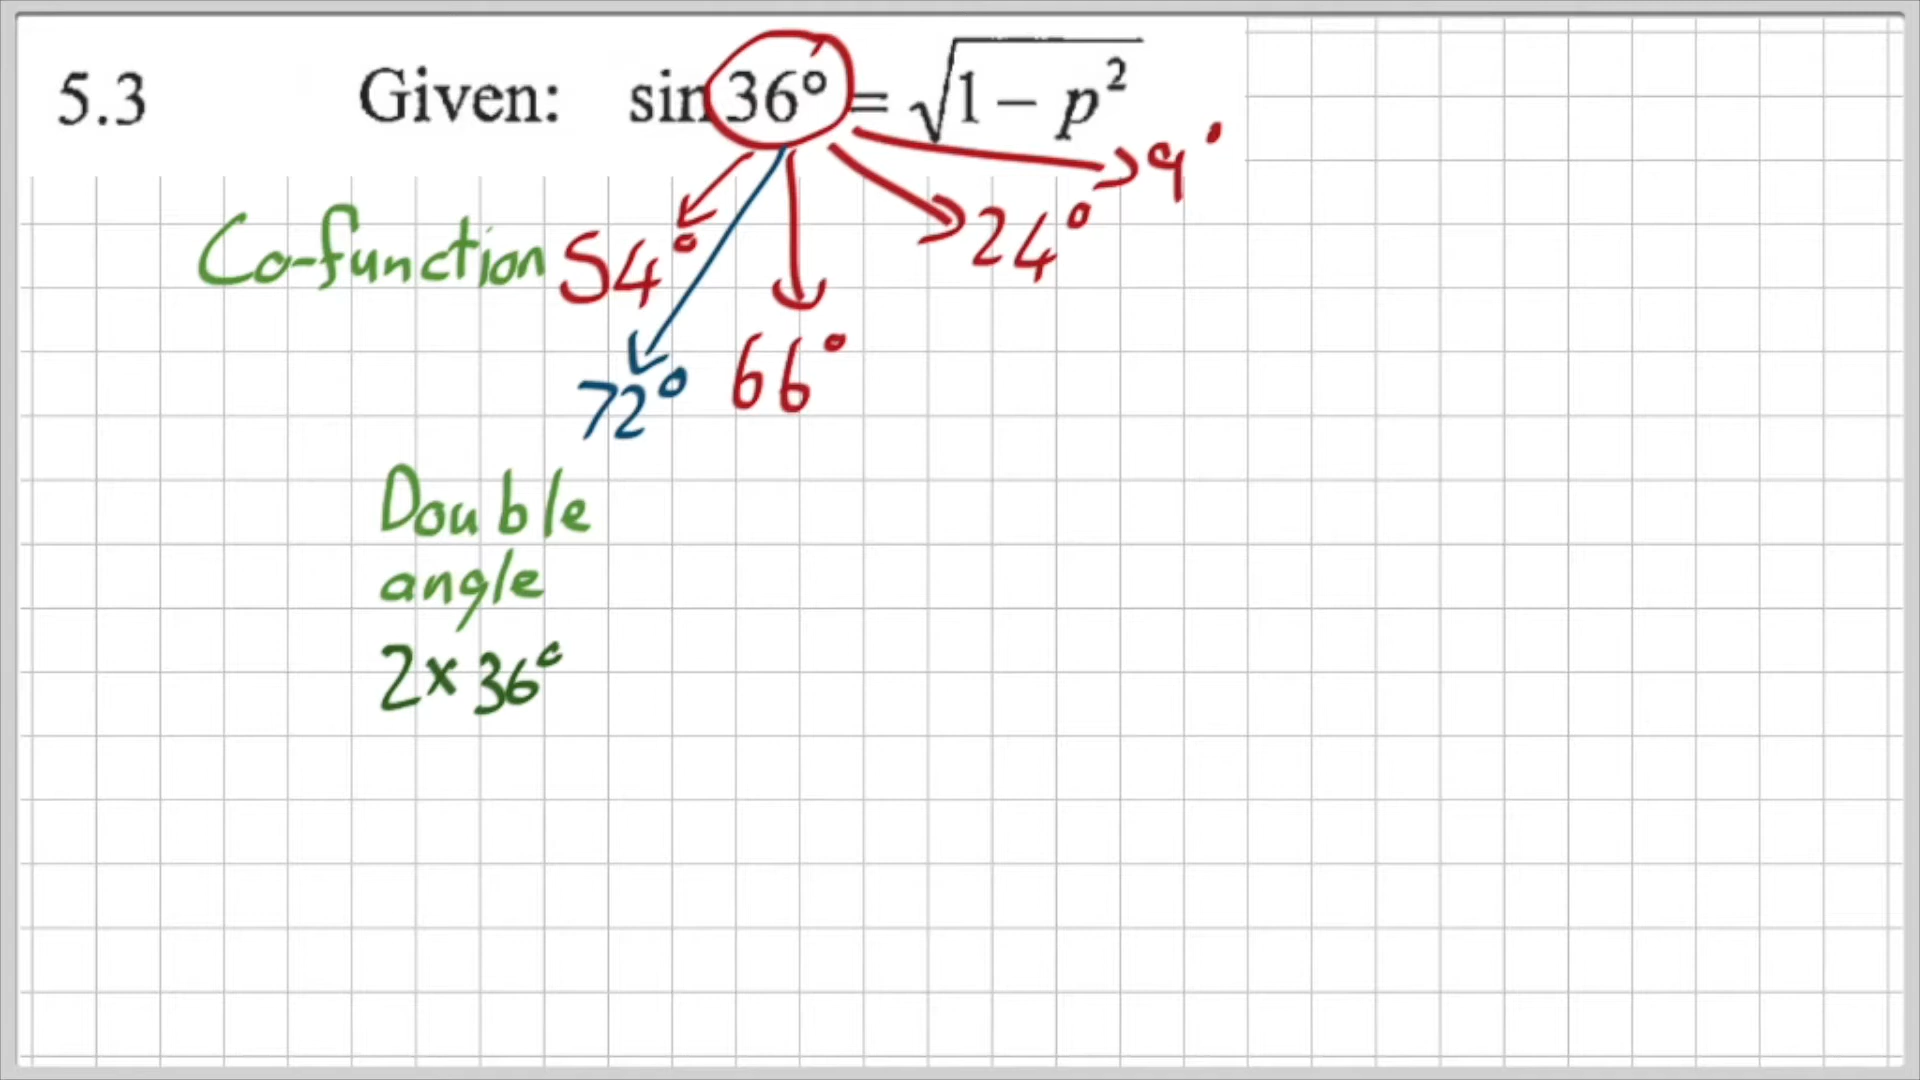 5.3 Given: sin 36° = √1 − p²
9°
24°
Co-function 54°
66°
72°
Double
angle
2×36°